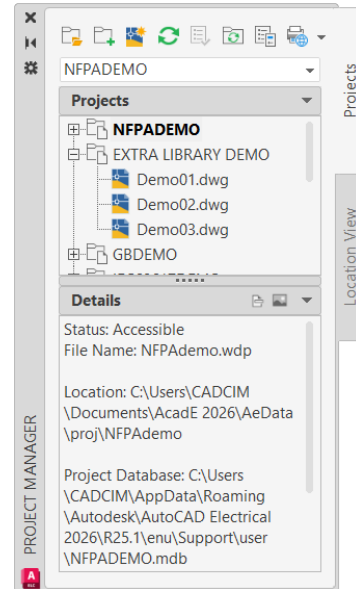 NFPADEMO
Projects
NFPADEMO
EXTRA LIBRARY DEMO
Demo01.dwg
Demo02.dwg
Demo03.dwg
GBDEMO
Details
Status: Accessible
File Name: NFPAdemo.wdp
Location: C:\Users\CADCIM
\Documents\AcadE 2026\AeData
\proj\NFPAdemo
Project Database: C:\Users
\CADCIM\AppData\Roaming
\Autodesk\AutoCAD Electrical
2026\R25.1\enu\Support\user
\NFPADEMO.mdb
PROJECT MANAGER
A
Projects
Location View